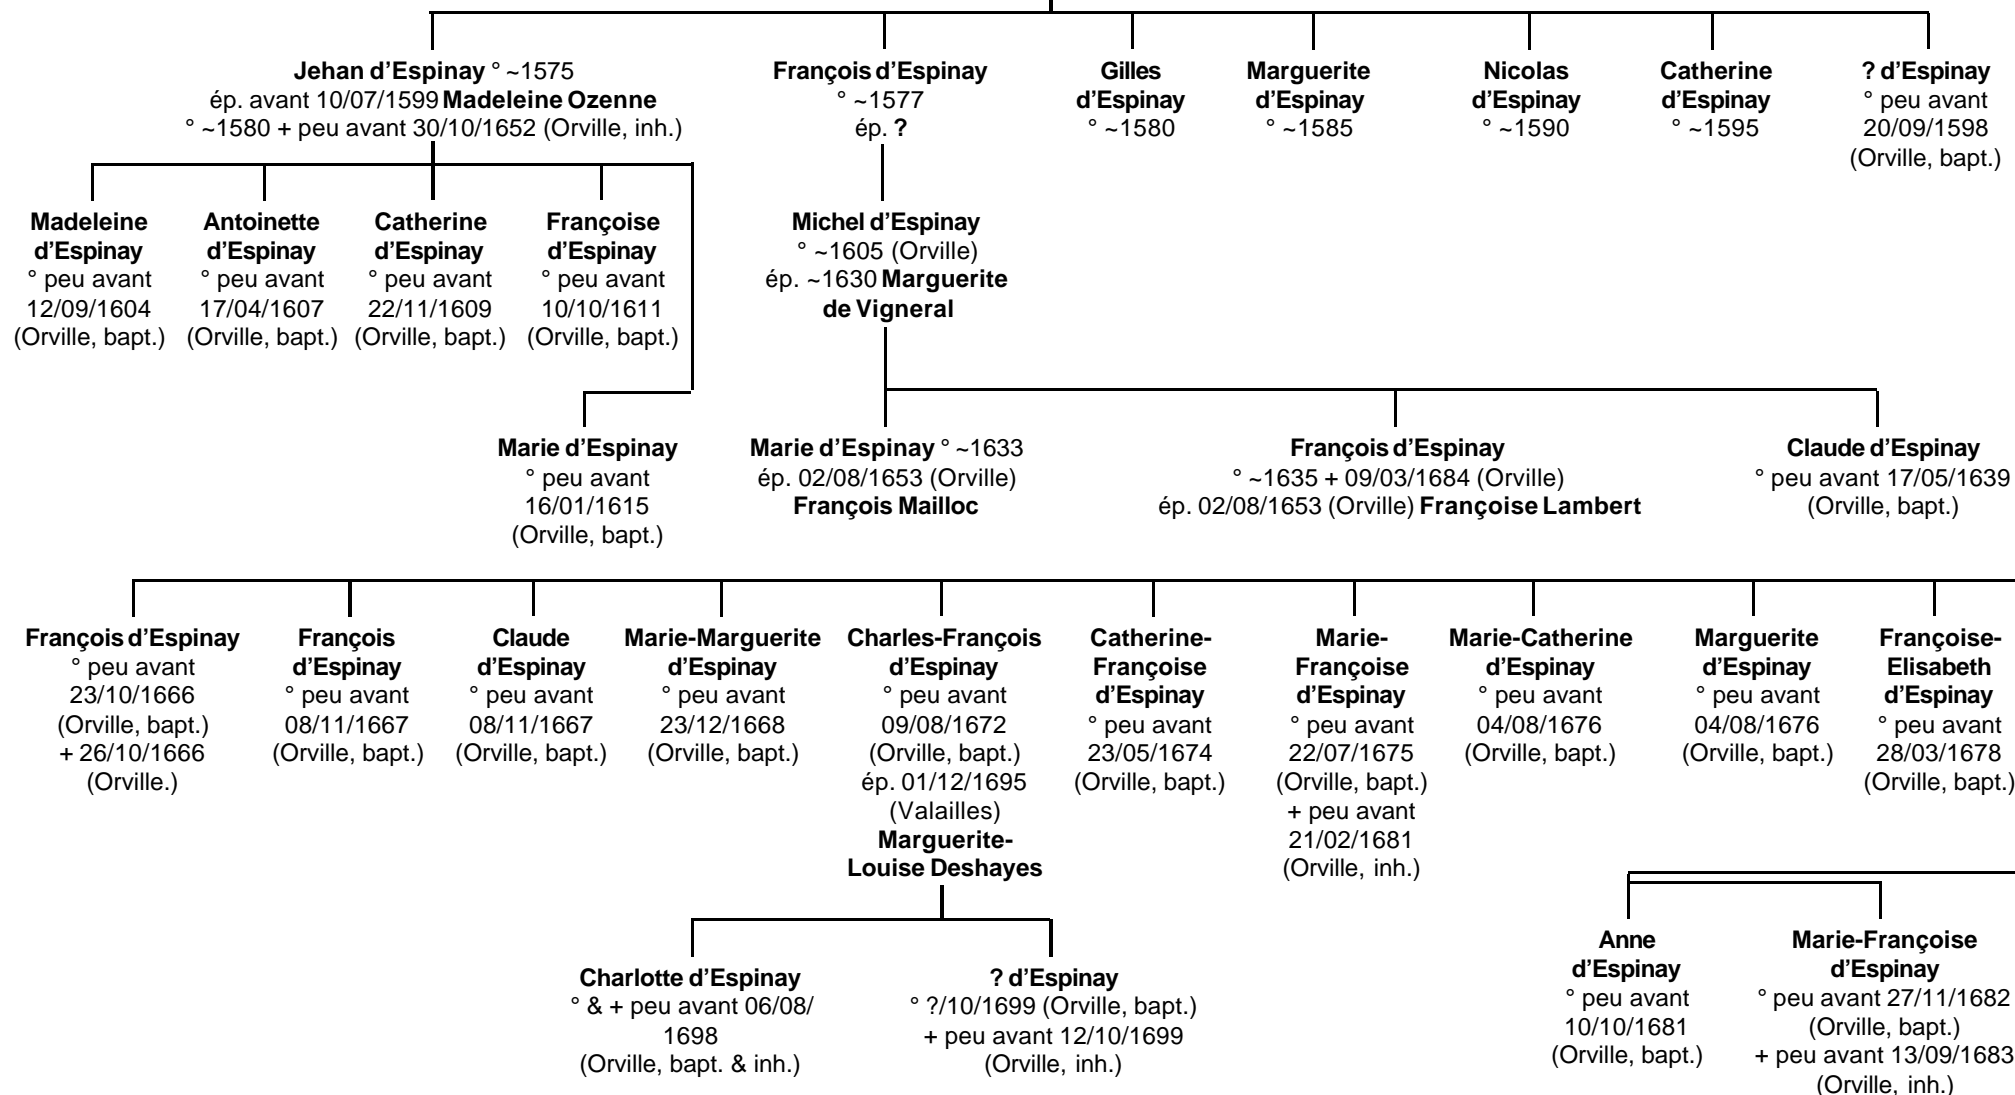 Jehan d’Espinay ° ~1575
ép. avant 10/07/1599 Madeleine Ozenne
° ~1580 + peu avant 30/10/1652 (Orville, inh.)
François d’Espinay
° ~1577
ép. ?
Gilles
d’Espinay
° ~1580
Marguerite
d’Espinay
° ~1585
Nicolas
d’Espinay
° ~1590
Catherine
d’Espinay
° ~1595
? d’Espinay
° peu avant
20/09/1598
(Orville, bapt.)
Madeleine
d’Espinay
° peu avant
12/09/1604
(Orville, bapt.)
Antoinette
d’Espinay
° peu avant
17/04/1607
(Orville, bapt.)
Catherine
d’Espinay
° peu avant
22/11/1609
(Orville, bapt.)
Françoise
d’Espinay
° peu avant
10/10/1611
(Orville, bapt.)
Michel d’Espinay
° ~1605 (Orville)
ép. ~1630 Marguerite
de Vigneral
Marie d’Espinay
° peu avant
16/01/1615
(Orville, bapt.)
Marie d’Espinay ° ~1633
ép. 02/08/1653 (Orville)
François Mailloc
François d’Espinay
° ~1635 + 09/03/1684 (Orville)
ép. 02/08/1653 (Orville) Françoise Lambert
Claude d’Espinay
° peu avant 17/05/1639
(Orville, bapt.)
François d’Espinay
° peu avant
23/10/1666
(Orville, bapt.)
+ 26/10/1666
(Orville.)
François
d’Espinay
° peu avant
08/11/1667
(Orville, bapt.)
Claude
d’Espinay
° peu avant
08/11/1667
(Orville, bapt.)
Marie-Marguerite
d’Espinay
° peu avant
23/12/1668
(Orville, bapt.)
Charles-François
d’Espinay
° peu avant
09/08/1672
(Orville, bapt.)
ép. 01/12/1695
(Valailles)
Marguerite-
Louise Deshayes
Catherine-
Françoise
d’Espinay
° peu avant
23/05/1674
(Orville, bapt.)
Marie-
Françoise
d’Espinay
° peu avant
22/07/1675
(Orville, bapt.)
+ peu avant
21/02/1681
(Orville, inh.)
Marie-Catherine
d’Espinay
° peu avant
04/08/1676
(Orville, bapt.)
Marguerite
d’Espinay
° peu avant
04/08/1676
(Orville, bapt.)
Françoise-
Elisabeth
d’Espinay
° peu avant
28/03/1678
(Orville, bapt.)
Charlotte d’Espinay
° & + peu avant 06/08/
1698
(Orville, bapt. & inh.)
? d’Espinay
° ?/10/1699 (Orville, bapt.)
+ peu avant 12/10/1699
(Orville, inh.)
Anne
d’Espinay
° peu avant
10/10/1681
(Orville, bapt.)
Marie-Françoise
d’Espinay
° peu avant 27/11/1682
(Orville, bapt.)
+ peu avant 13/09/1683
(Orville, inh.)